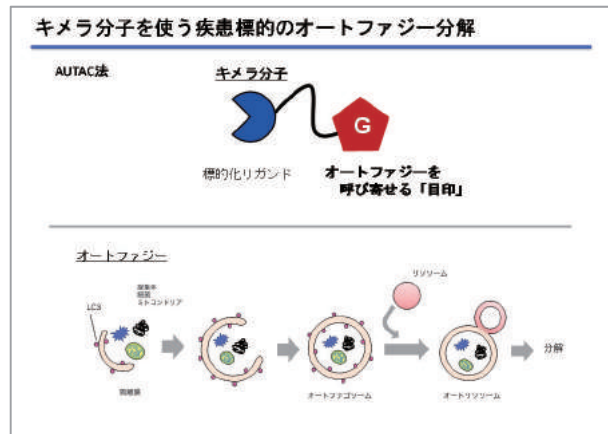 キメラ分子を使う疾患標的のオートファジー分解
AUTAC法
キメラ分子
G
標的化リガンド
オートファジーを
呼び寄せる「目印」
オートファジー
リソソーム
LC3
凝集体
細菌
ミトコンドリア
隔離膜
オートファゴソーム
オートリソソーム
分解